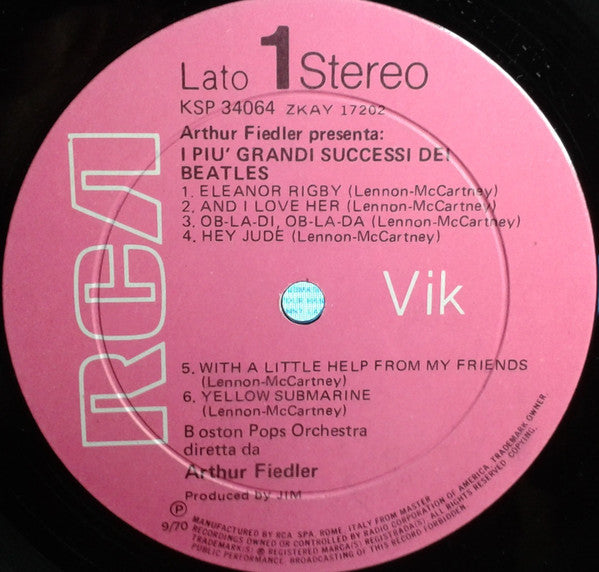 Lato 1 Stereo
KSP 34064 ZKAY 17202
Arthur Fiedler presenta:
I PIU' GRANDI SUCCESSI DEI
BEATLES
1. ELEANOR RIGBY (Lennon-McCartney)
2. AND I LOVE HER (Lennon-McCartney)
3. OB-LA-DI, OB-LA-DA (Lennon-McCartney)
4. HEY JUDE (Lennon-McCartney)
RCA
Vik
5. WITH A LITTLE HELP FROM MY FRIENDS
(Lennon-McCartney)
6. YELLOW SUBMARINE
(Lennon-McCartney)
Boston Pops Orchestra
diretta da
Arthur Fiedler
Produced by JIM
P
9/70
MANUFACTURED BY RCA SPA, ROME, ITALY FROM MASTER
RECORDINGS OWNED OR CONTROLLED BY RADIO CORPORATION OF AMERICA, TRADEMARK OWNER.
TRADEMARK(S) ® REGISTERED MARCA(S) REGISTRADA(S). ALL RIGHTS RESERVED. COPYING,
PUBLIC PERFORMANCE, BROADCASTING OF THIS RECORD FORBIDDEN.